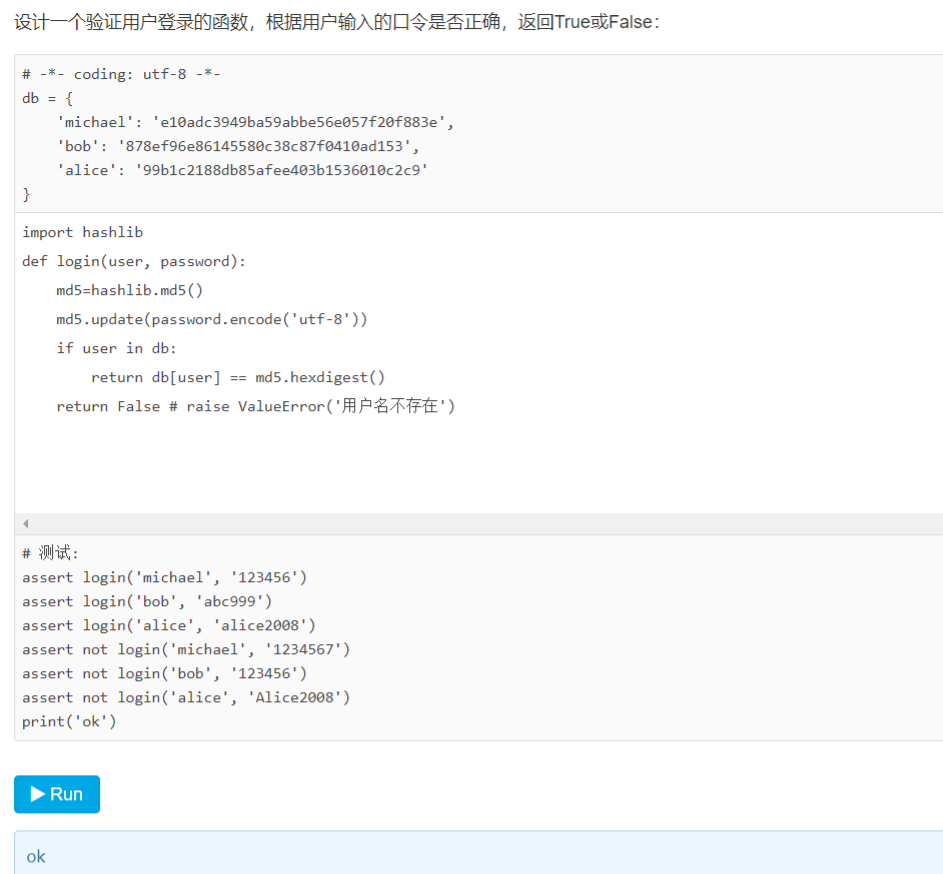 设计一个验证用户登录的函数，根据用户输入的口令是否正确，返回True或False：
# -*- coding: utf-8 -*-
db = {
    'michael': 'e10adc3949ba59abbe56e057f20f883e',
    'bob': '878ef96e86145580c38c87f0410ad153',
    'alice': '99b1c2188db85afee403b1536010c2c9'
}
import hashlib
def login(user, password):
    md5=hashlib.md5()
    md5.update(password.encode('utf-8'))
    if user in db:
        return db[user] == md5.hexdigest()
    return False # raise ValueError('用户名不存在')
# 测试:
assert login('michael', '123456')
assert login('bob', 'abc999')
assert login('alice', 'alice2008')
assert not login('michael', '1234567')
assert not login('bob', '123456')
assert not login('alice', 'Alice2008')
print('ok')
Run
ok